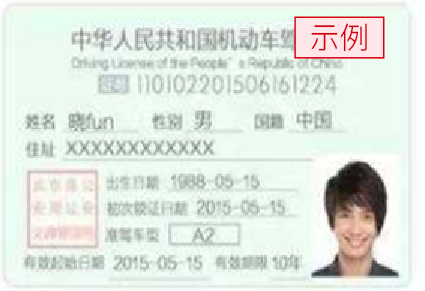 中华人民共和国机动车驾
示例
Driving License of the People's Republic of China
证号 110102201506161224
姓名 晓fun 性别 男 国籍 中国
住址 XXXXXXXXXXXX
出生日期 1988-05-15
初次领证日期 2015-05-15
准驾车型 A2
有效起始日期 2015-05-15 有效期限 10年